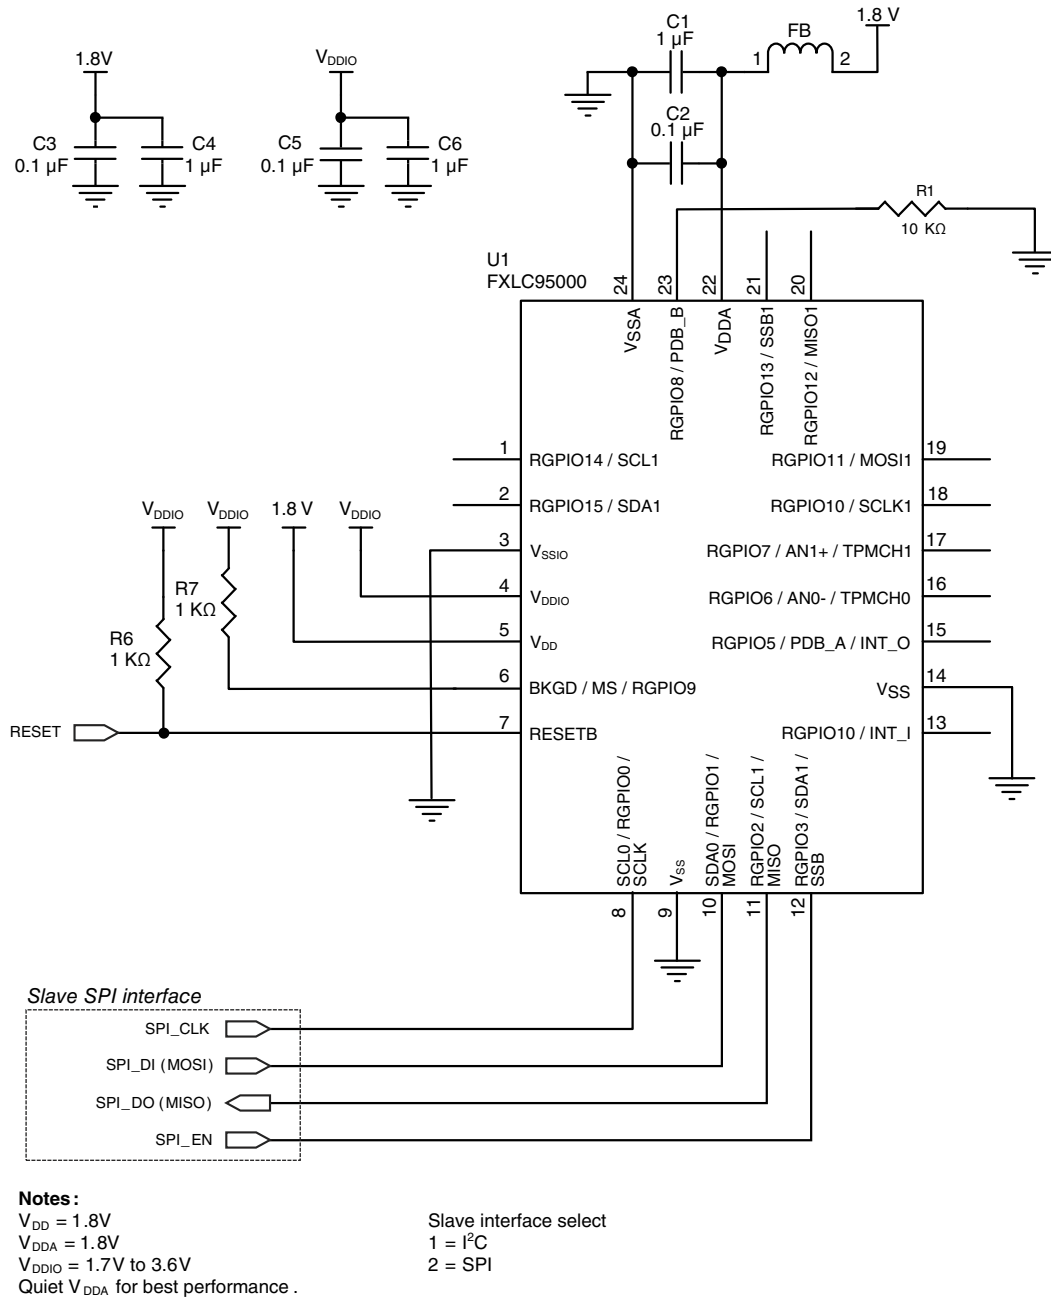 C1
1 µF
FB
1.8 V
1
2
1.8V
V_DDIO
C2
0.1 µF
C3
0.1 µF
C4
1 µF
C5
0.1 µF
C6
1 µF
R1
10 KΩ
U1
FXLC95000
24
23
22
21
20
VSSA
RGPIO8 / PDB_B
VDDA
RGPIO13 / SSB1
RGPIO12 / MISO1
1
RGPIO14 / SCL1
RGPIO11 / MOSI1
19
2
RGPIO15 / SDA1
RGPIO10 / SCLK1
18
VDDIO
VDDIO
1.8 V
VDDIO
3
VSSIO
RGPIO7 / AN1+ / TPMCH1
17
R7
1 KΩ
4
VDDIO
RGPIO6 / AN0- / TPMCH0
16
R6
1 KΩ
5
VDD
RGPIO5 / PDB_A / INT_O
15
6
BKGD / MS / RGPIO9
VSS
14
RESET
7
RESETB
RGPIO10 / INT_I
13
SCL0 / RGPIO0 /
SCLK
VSS
SDA0 / RGPIO1 /
MOSI
RGPIO2 / SCL1 /
MISO
RGPIO3 / SDA1 /
SSB
8
9
10
11
12
Slave SPI interface
SPI_CLK
SPI_DI (MOSI)
SPI_DO (MISO)
SPI_EN
Notes:
VDD = 1.8V
VDDA = 1.8V
VDDIO = 1.7V to 3.6V
Quiet VDDA for best performance .
Slave interface select
1 = I²C
2 = SPI